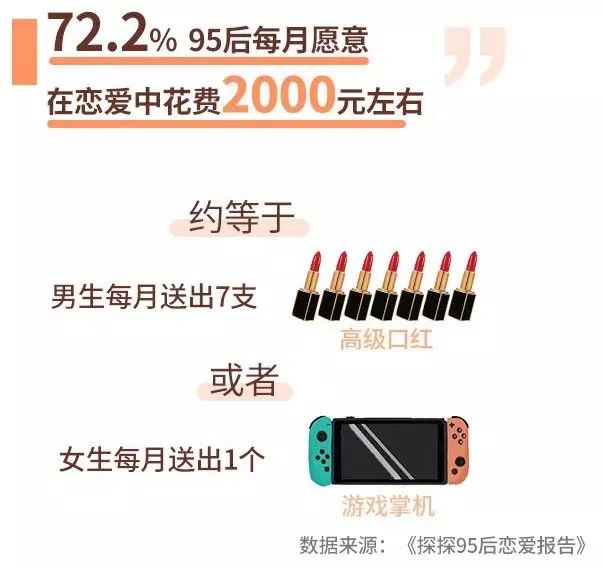 72.2% 95后每月愿意
在恋爱中花费2000元左右
约等于
男生每月送出7支
高级口红
或者
女生每月送出1个
游戏掌机
数据来源：《探探95后恋爱报告》